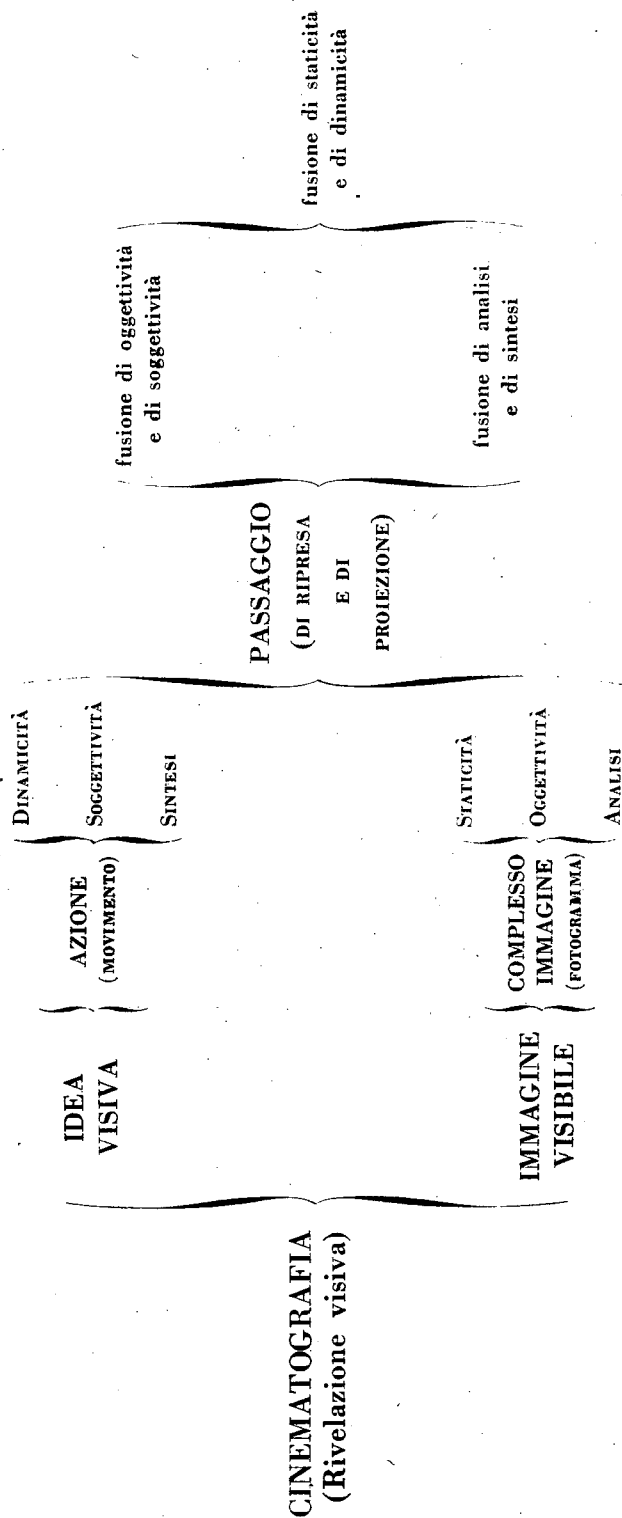 CINEMATOGRAFIA
(Rivelazione visiva)
IDEA
VISIVA
AZIONE
(MOVIMENTO)
DINAMICITÀ
SOGGETTIVITÀ
SINTESI
IMMAGINE
VISIBILE
COMPLESSO
IMMAGINE
(FOTOGRAMMA)
STATICITÀ
OGGETTIVITÀ
ANALISI
PASSAGGIO
(DI RIPRESA
E DI
PROIEZIONE)
fusione di oggettività
e di soggettività
fusione di analisi
e di sintesi
fusione di staticità
e di dinamicità